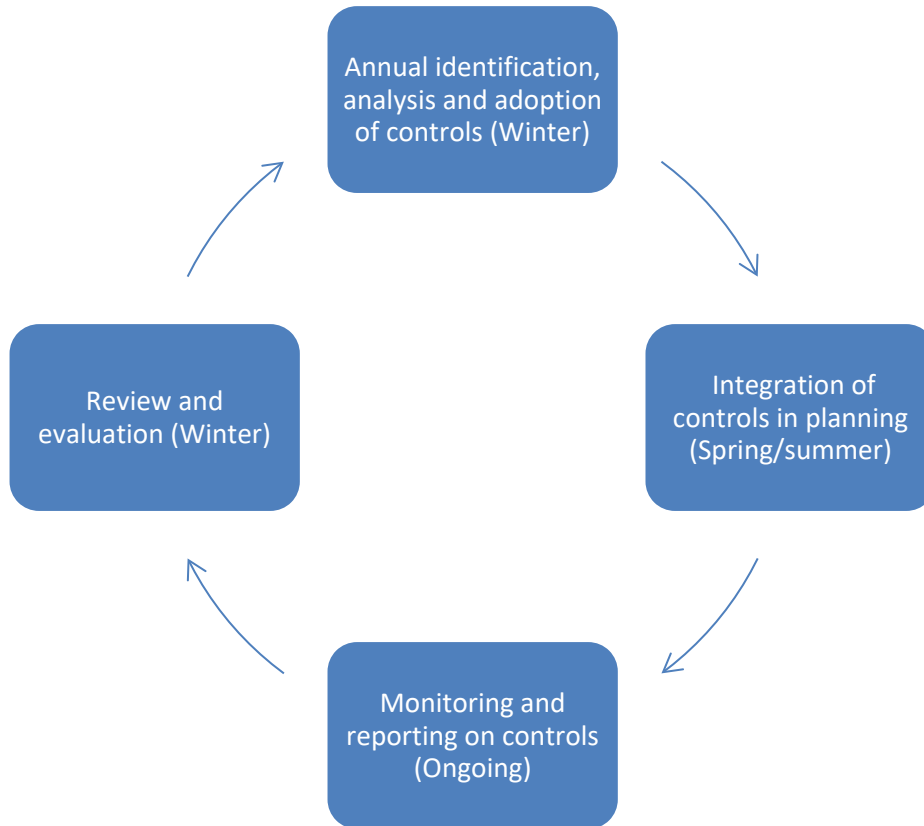 Annual identification,
analysis and adoption
of controls (Winter)
Integration of
controls in planning
(Spring/summer)
Monitoring and
reporting on controls
(Ongoing)
Review and
evaluation (Winter)